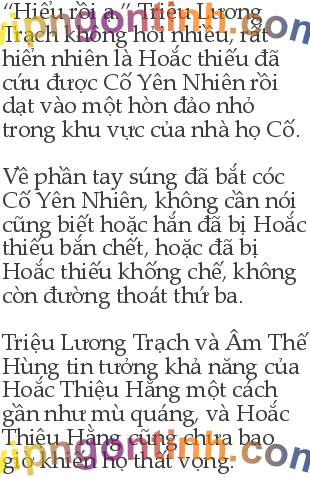 “Hiểu rồi ạ.” Triệu Lương
Trạch không hỏi nhiều, rất
hiển nhiên là Hoắc thiếu đã
cứu được Cố Yên Nhiên rồi
dạt vào một hòn đảo nhỏ
trong khu vực của nhà họ Cố.
Về phần tay súng đã bắt cóc
Cố Yên Nhiên, không cần nói
cũng biết hoặc hắn đã bị Hoắc
thiếu bắn chết, hoặc đã bị
Hoắc thiếu khống chế, không
còn đường thoát thứ ba.
Triệu Lương Trạch và Âm Thế
Hùng tin tưởng khả năng của
Hoắc Thiệu Hằng một cách
gần như mù quáng, và Hoắc
Thiệu Hằng cũng chưa bao
giờ khiến họ thất vọng.
vipngontinh.com
vipngontinh.com